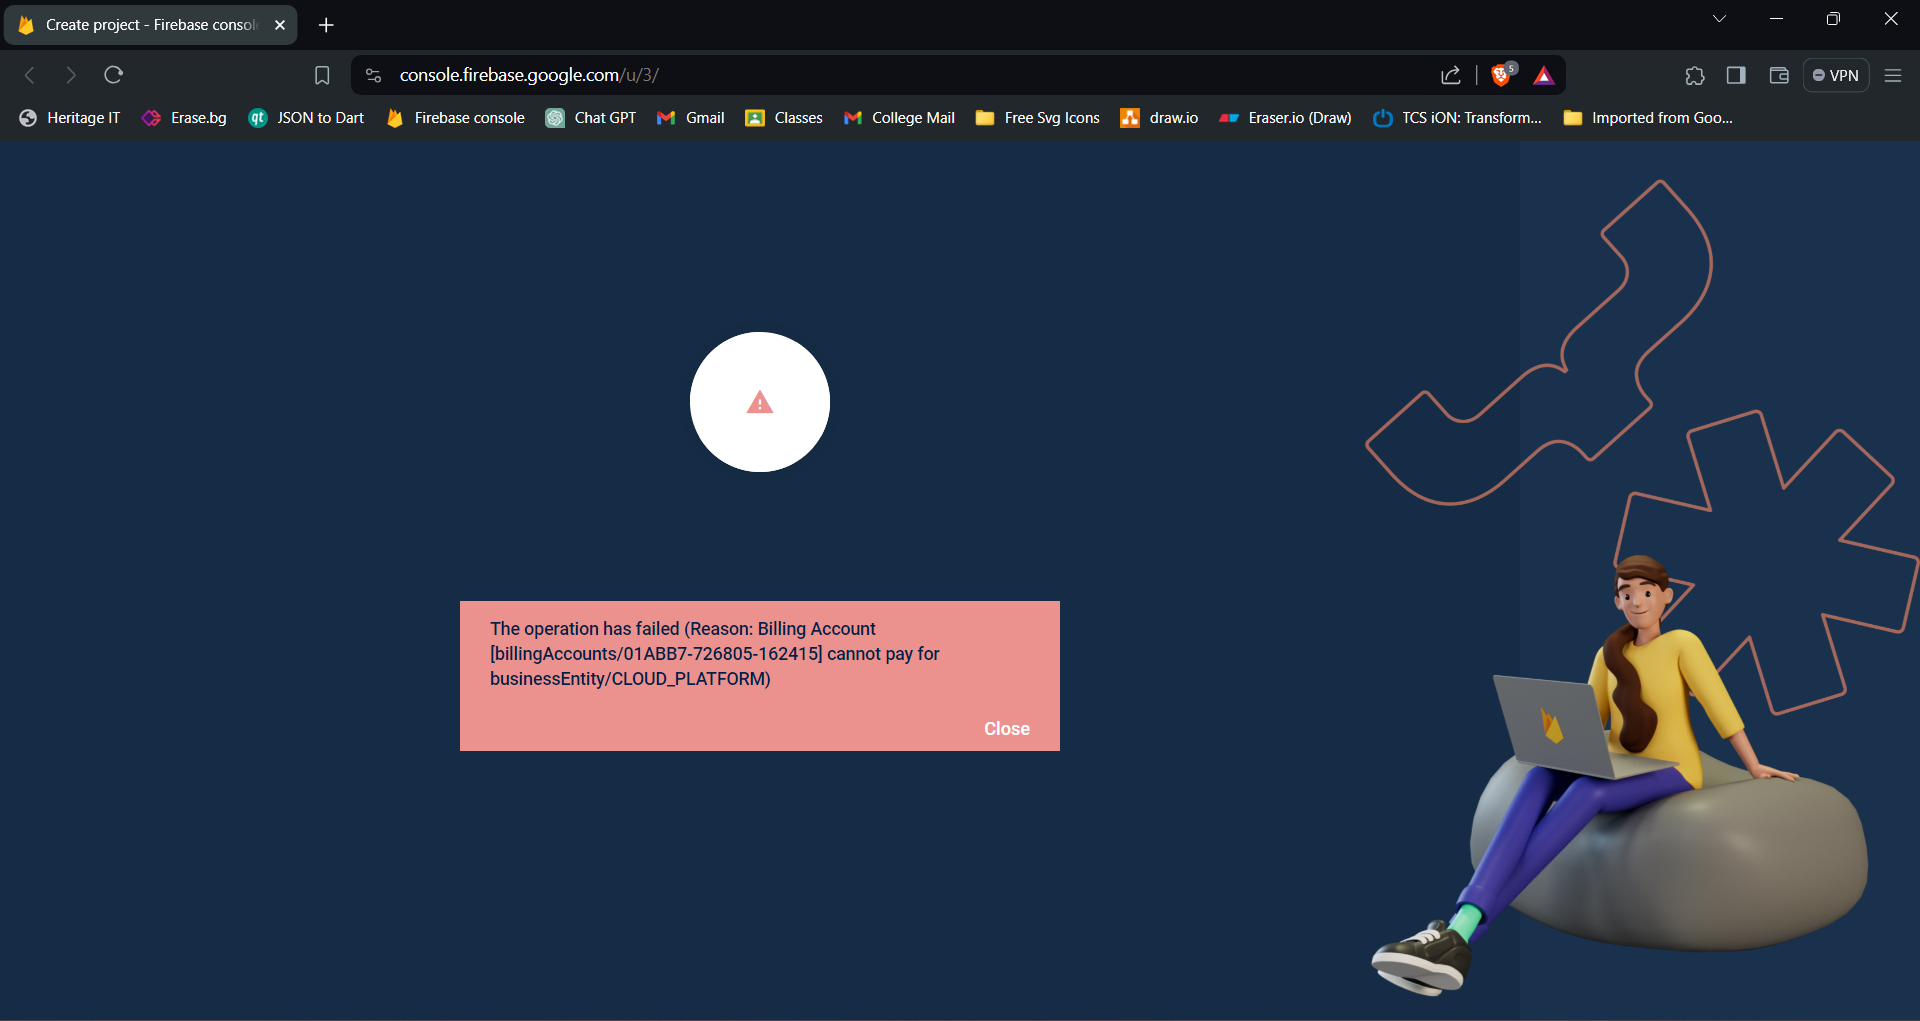 Create project - Firebase consol
console.firebase.google.com/u/3/
5
VPN
Heritage IT
Erase.bg
qt
JSON to Dart
Firebase console
Chat GPT
Gmail
Classes
College Mail
Free Svg Icons
draw.io
Eraser.io (Draw)
TCS iON: Transform...
Imported from Goo...
The operation has failed (Reason: Billing Account
[billingAccounts/01ABB7-726805-162415] cannot pay for
businessEntity/CLOUD_PLATFORM)
Close